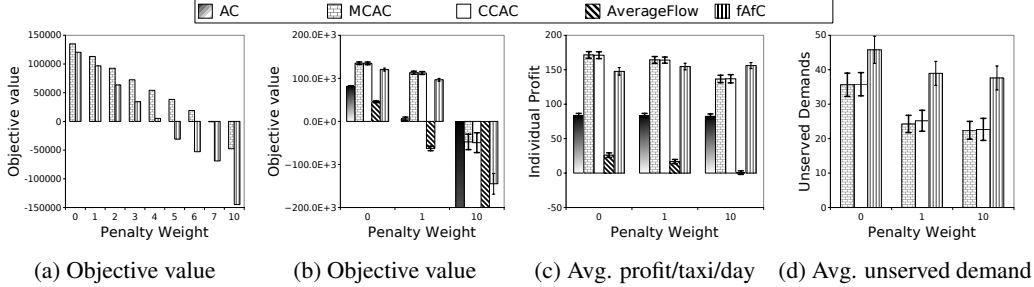 AC MCAC CCAC AverageFlow fAfC
Objective value
150000
100000
50000
0
-50000
-100000
-150000
0 1 2 3 4 5 6 7 10
Penalty Weight
(a) Objective value
Objective value
200.0E+3
100.0E+3
000.0E+0
−100.0E+3
−200.0E+3
0 1 10
Penalty Weight
(b) Objective value
Individual Profit
200
150
100
50
0
-50
0 1 10
Penalty Weight
(c) Avg. profit/taxi/day
Unserved Demands
50
40
30
20
10
0
0 1 10
Penalty Weight
(d) Avg. unserved demand